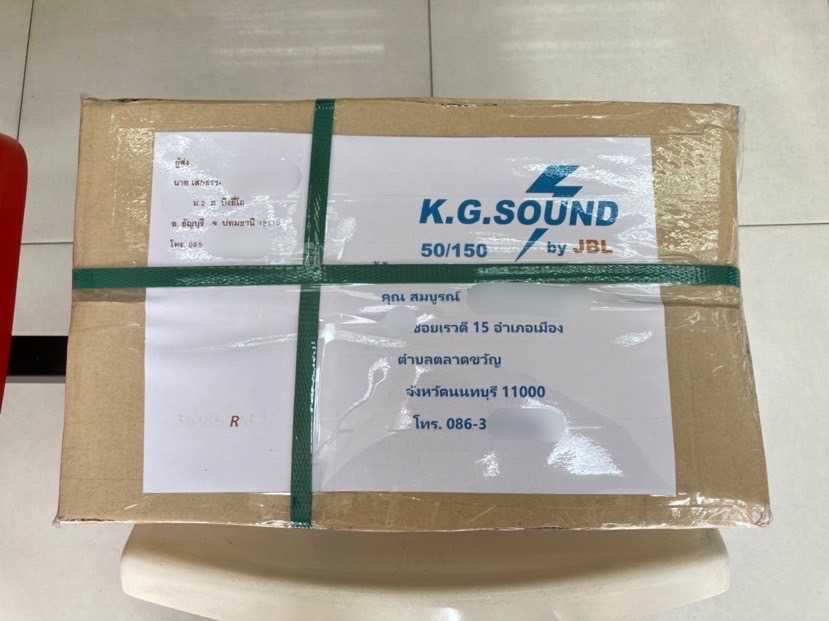 ผู้ส่ง
นาย เสกสรร
ม.2 ต. บึงยี่โถ
อ. ธัญบุรี จ. ปทุมธานี
โทร. 081
K.G.SOUND
50/150 by JBL
คุณ สมบูรณ์
ซอยเรวดี 15 อำเภอเมือง
ตำบลตลาดขวัญ
จังหวัดนนทบุรี 11000
โทร. 086-3
R